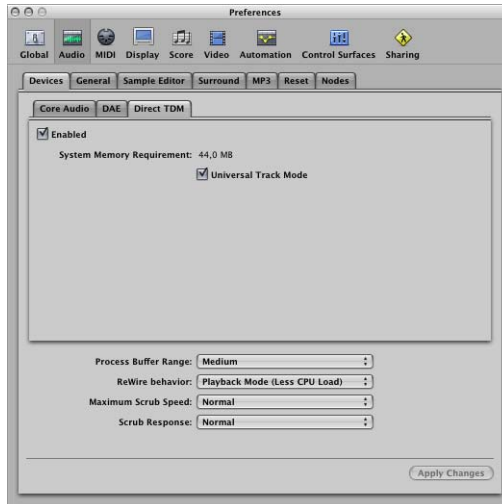 Preferences
Global Audio MIDI Display Score Video Automation Control Surfaces Sharing
Devices General Sample Editor Surround MP3 Reset Nodes
Core Audio DAE Direct TDM
Enabled
System Memory Requirement: 44,0 MB
Universal Track Mode
Process Buffer Range: Medium
ReWire behavior: Playback Mode (Less CPU Load)
Maximum Scrub Speed: Normal
Scrub Response: Normal
Apply Changes